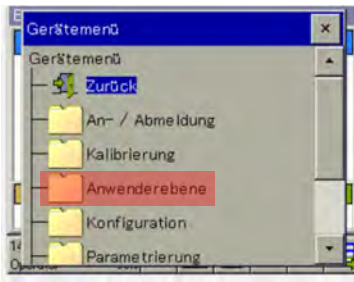 Gerätemenü
Gerätemenü
Zurück
An- / Abmeldung
Kalibrierung
Anwenderebene
Konfiguration
Parametrierung